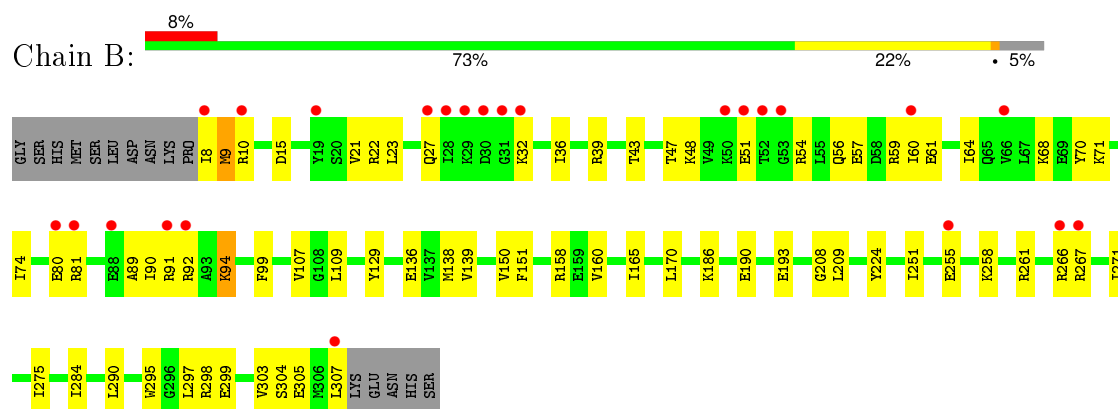 8%
Chain B:
73% 22% • 5%
GLY SER HIS MET SER LEU ASP ASN LYS PRO I8 M9 R10 D15 Y19 S20 V21 R22 L23 Q27 I28 K29 D30 G31 K32 I36 R39 T43 T47 K48 V49 K50 E51 T52 G53 R54 L55 Q56 E57 D58 R59 I60 E61 I64 Q65 V66 L67 K68 E69 Y70 K71
I74 E80 R81 E88 A89 I90 R91 R92 A93 K94 F99 V107 G108 L109 Y129 E136 V137 M138 V139 V150 F151 R158 E159 V160 I165 L170 K186 E190 E193 G208 L209 Y224 I251 E255 K258 R261 R266 R267 I271
I275 I284 L290 W295 G296 L297 R298 E299 V303 S304 E305 M306 L307 LYS GLU ASN HIS SER